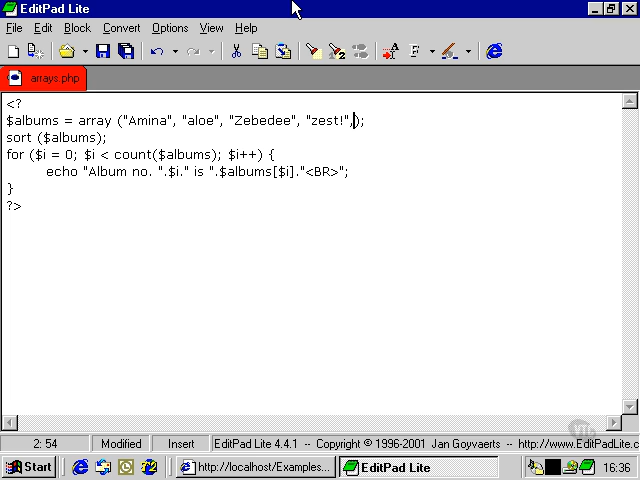 EditPad Lite
File Edit Block Convert Options View Help
arrays.php
<?
$albums = array ("Amina", "aloe", "Zebedee", "zest!",);
sort ($albums);
for ($i = 0; $i < count($albums); $i++) {
echo "Album no. ".$i." is ".$albums[$i]."<BR>";
}
?>
2: 54 Modified Insert EditPad Lite 4.4.1 -- Copyright © 1996-2001 Jan Goyvaerts -- http://www.EditPadLite.c
Start http://localhost/Examples... EditPad Lite 16:36